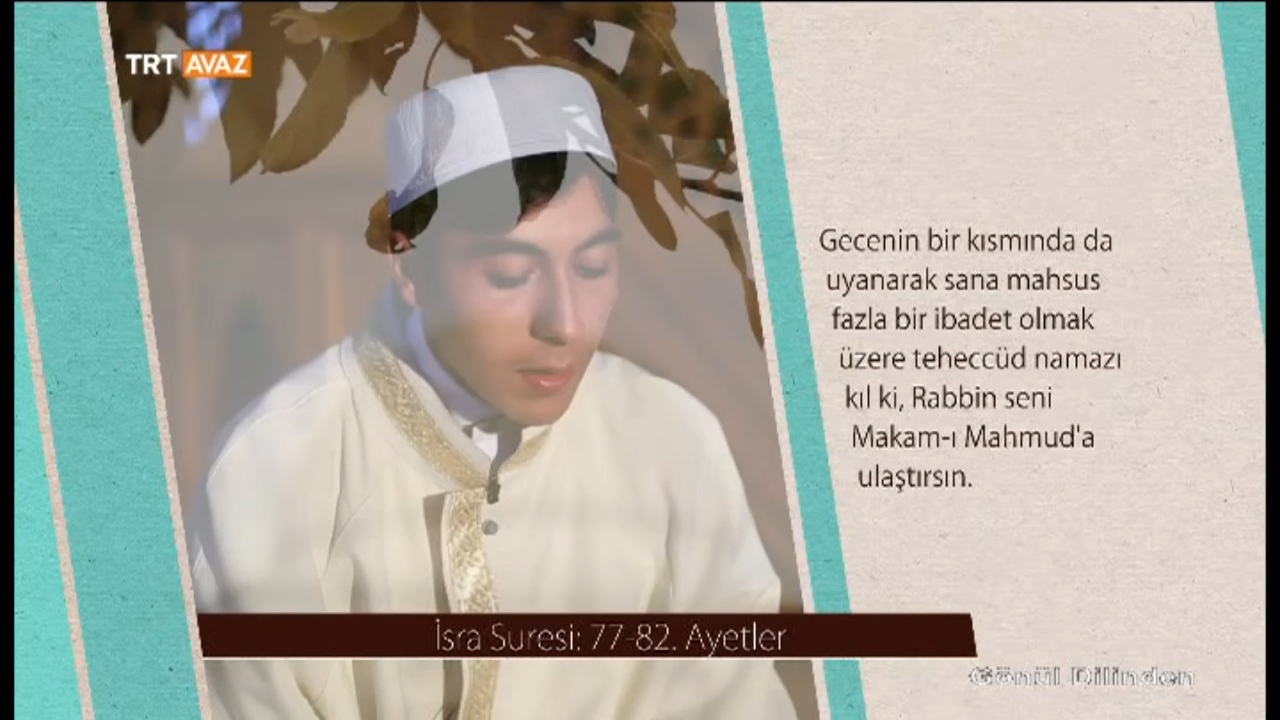 TRT AVAZ
Gecenin bir kısmında da
uyanarak sana mahsus
fazla bir ibadet olmak
üzere teheccüd namazı
kıl ki, Rabbin seni
Makam-ı Mahmud'a
ulaştırsın.
İsra Suresi: 77-82. Ayetler
Gönül Dilinden